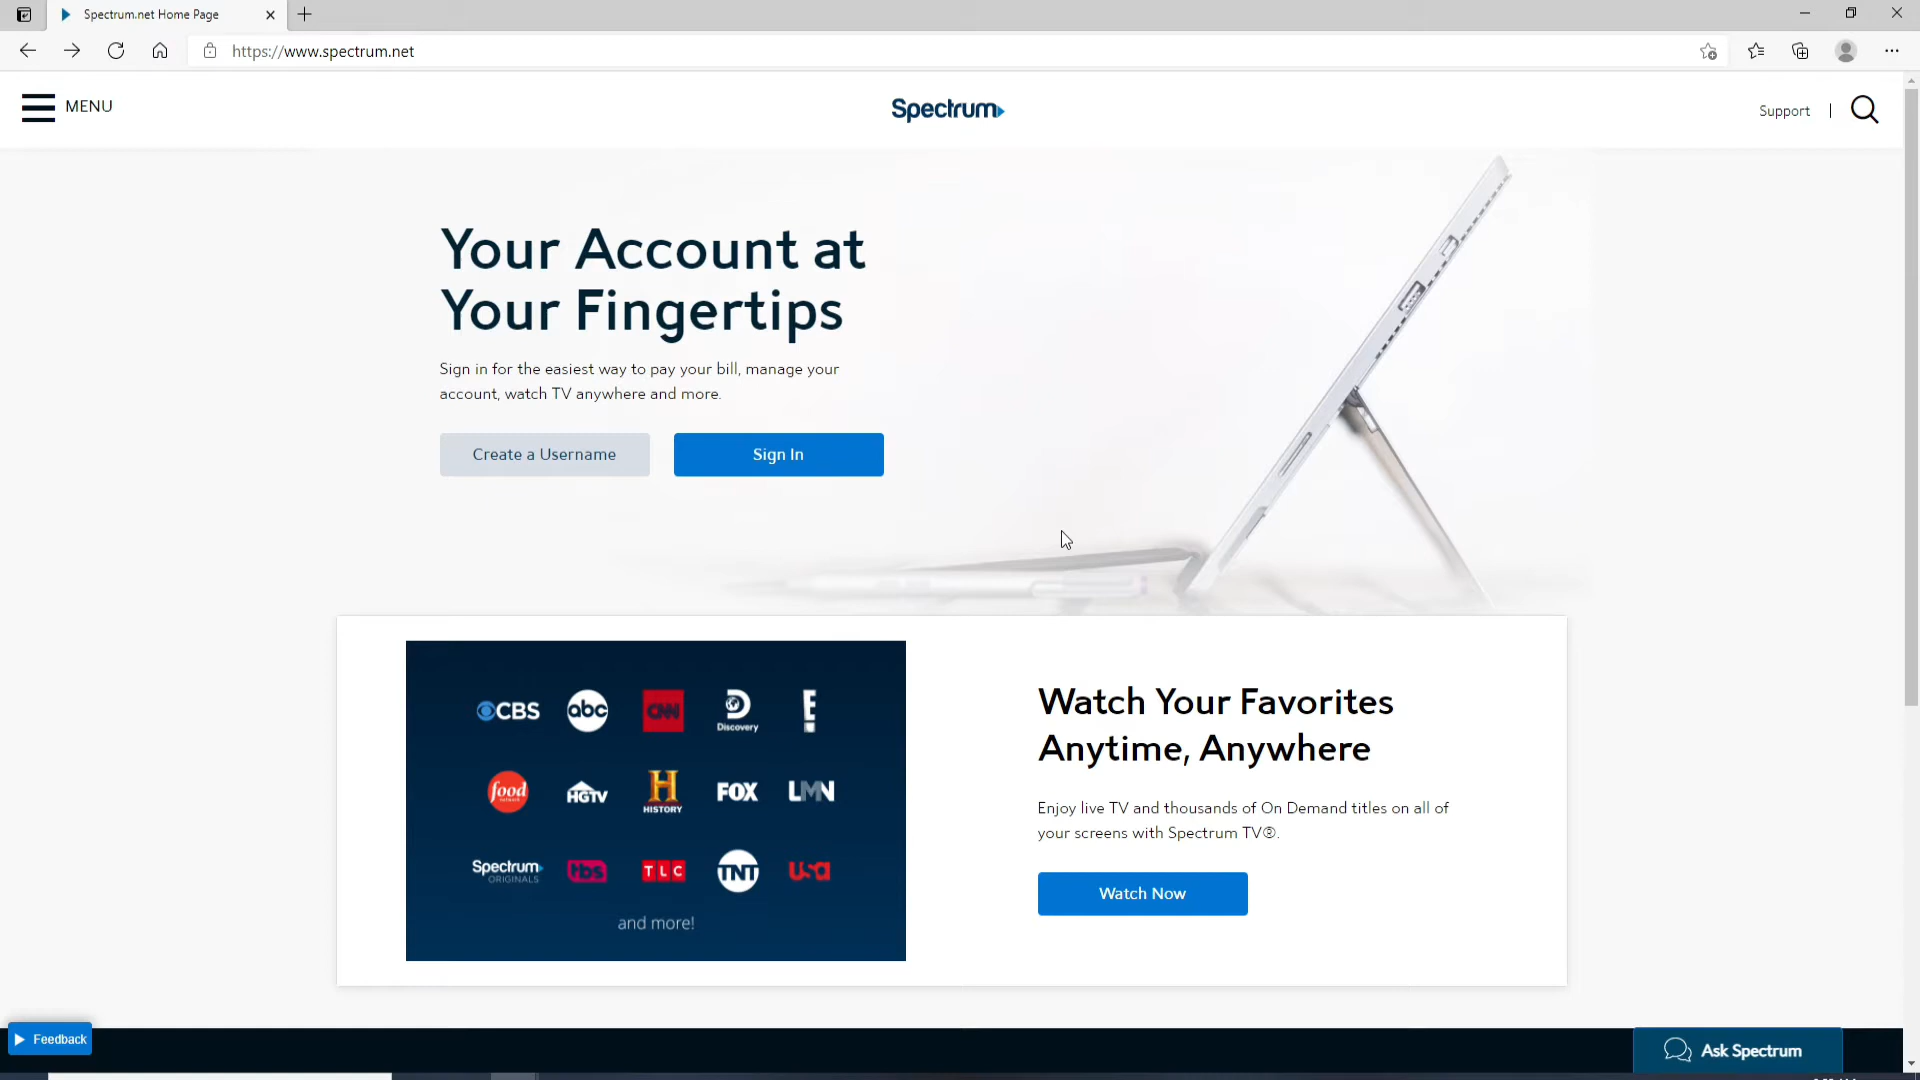 Spectrum.net Home Page
https://www.spectrum.net
MENU
Spectrum
Support
Your Account at
Your Fingertips
Sign in for the easiest way to pay your bill, manage your
account, watch TV anywhere and more.
Create a Username
Sign In
CBS
abc
CNN
Discovery
E!
food
HGTV
H
HISTORY
FOX
LMN
Spectrum
ORIGINALS
tbs
TLC
TNT
usa
and more!
Watch Your Favorites
Anytime, Anywhere
Enjoy live TV and thousands of On Demand titles on all of
your screens with Spectrum TV®.
Watch Now
Feedback
Ask Spectrum